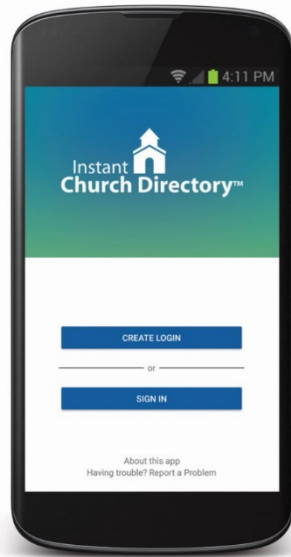 4:11 PM
Instant
Church Directory™
CREATE LOGIN
or
SIGN IN
About this app
Having trouble? Report a Problem